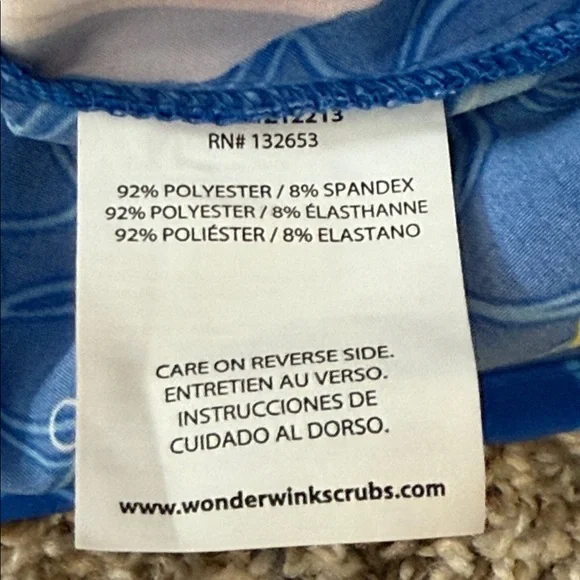 RN# 132653
92% POLYESTER / 8% SPANDEX
92% POLYESTER / 8% ÉLASTHANNE
92% POLIÉSTER / 8% ELASTANO
CARE ON REVERSE SIDE.
ENTRETIEN AU VERSO.
INSTRUCCIONES DE
CUIDADO AL DORSO.
www.wonderwinkscrubs.com